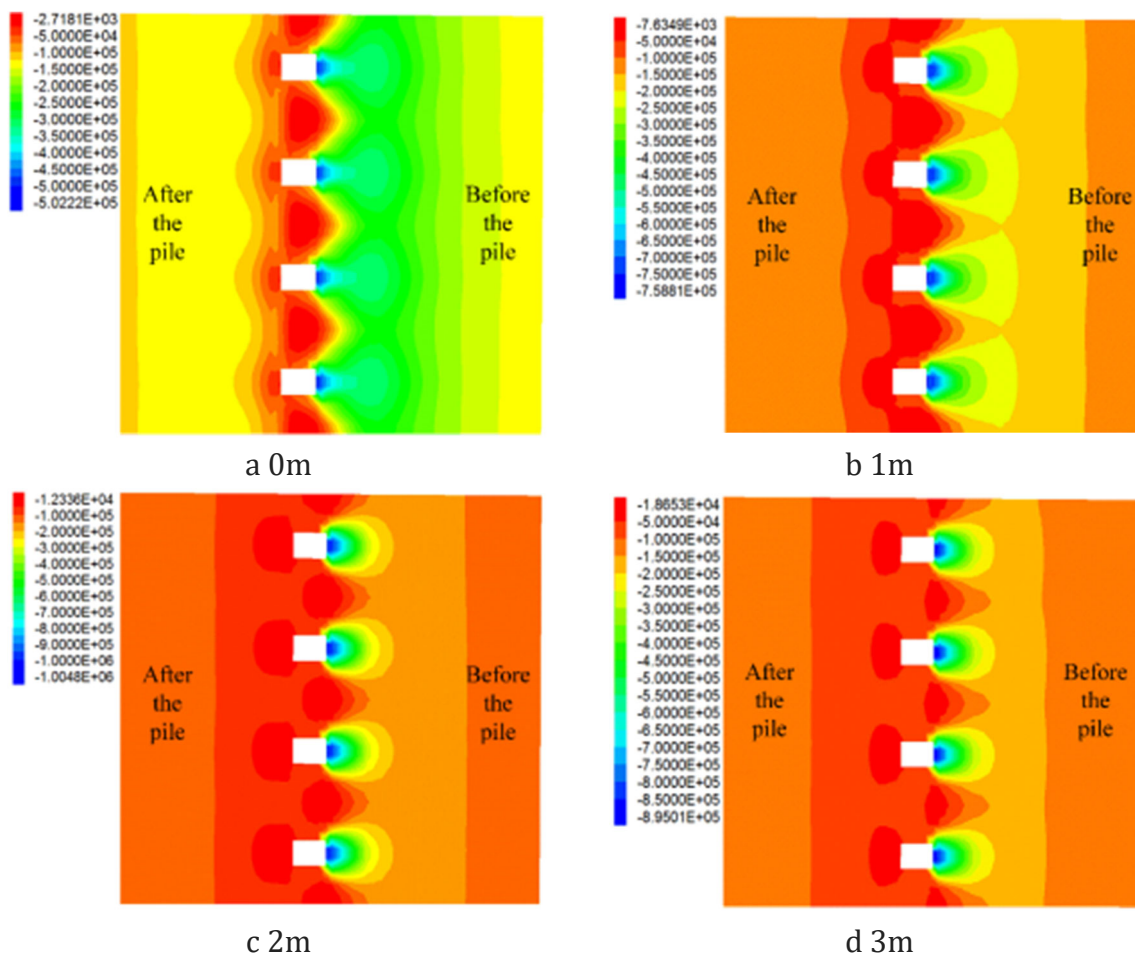 -2.7181E+03
-5.0000E+04
-1.0000E+05
-1.5000E+05
-2.5000E+05
-3.0000E+05
-3.5000E+05
-4.0000E+05
-4.5000E+05
-5.0000E+05
-5.0222E+05
After
the
pile
Before
the
pile
a 0m
-7.6349E+03
-5.0000E+04
-1.0000E+05
-1.5000E+05
-2.0000E+05
-2.5000E+05
-3.0000E+05
-3.5000E+05
-4.5000E+05
-5.0000E+05
-5.5000E+05
-6.0000E+05
-6.5000E+05
-7.0000E+05
-7.5000E+05
-7.5881E+05
After
the
pile
Before
the
pile
b 1m
-1.2336E+04
-1.0000E+05
-2.0000E+05
-3.0000E+05
-4.0000E+05
-5.0000E+05
-6.0000E+05
-7.0000E+05
-8.0000E+05
-9.0000E+05
-1.0000E+06
-1.0048E+06
After
the
pile
Before
the
pile
c 2m
-1.8653E+04
-5.0000E+04
-1.0000E+05
-1.5000E+05
-2.0000E+05
-2.5000E+05
-3.0000E+05
-3.5000E+05
-4.0000E+05
-4.5000E+05
-5.0000E+05
-5.5000E+05
-6.0000E+05
-6.5000E+05
-7.0000E+05
-7.5000E+05
-8.0000E+05
-8.5000E+05
-8.9501E+05
After
the
pile
Before
the
pile
d 3m